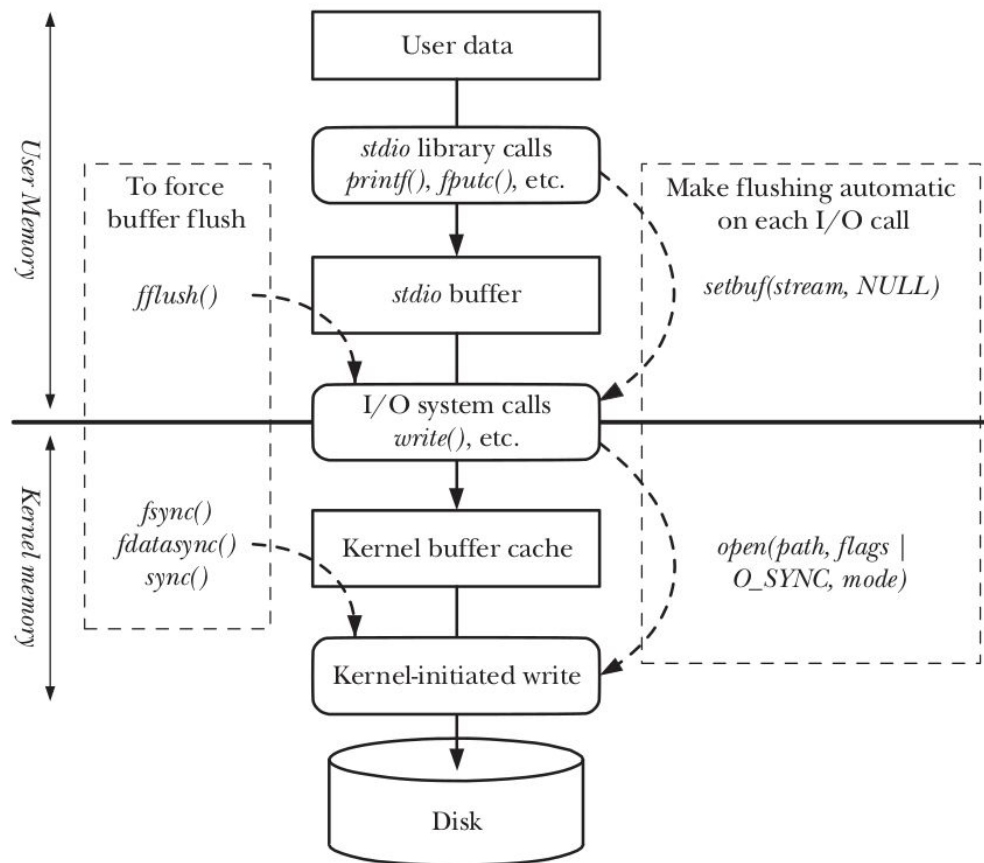 User data
stdio library calls
printf(), fputc(), etc.
stdio buffer
I/O system calls
write(), etc.
Kernel buffer cache
Kernel-initiated write
Disk
User Memory
Kernel memory
To force
buffer flush
fflush()
fsync()
fdatasync()
sync()
Make flushing automatic
on each I/O call
setbuf(stream, NULL)
open(path, flags |
O_SYNC, mode)